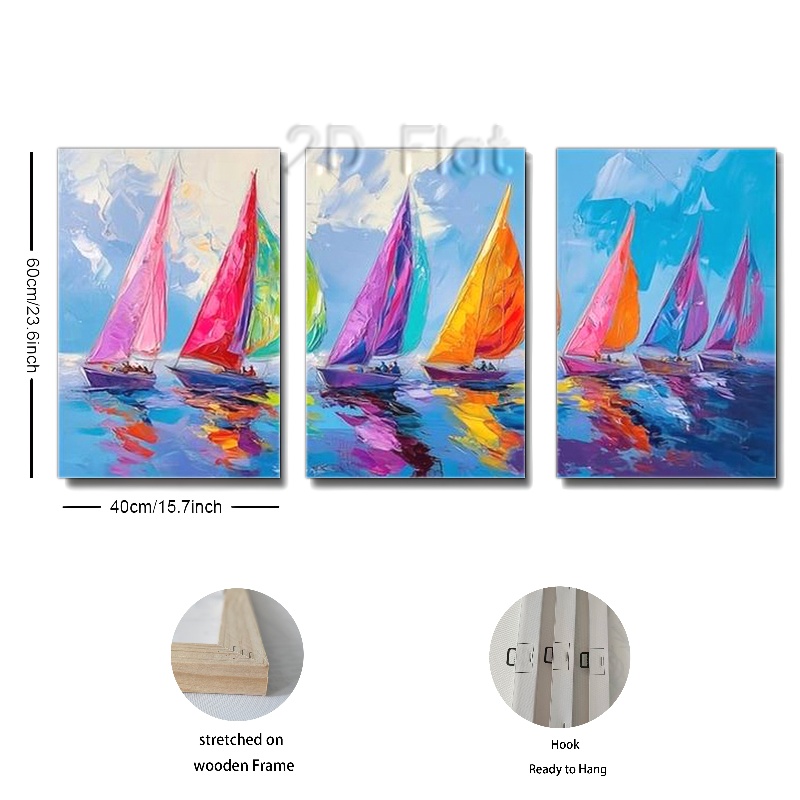 2D Flat
60cm/23.6inch
40cm/15.7inch
stretched on
wooden Frame
Hook
Ready to Hang